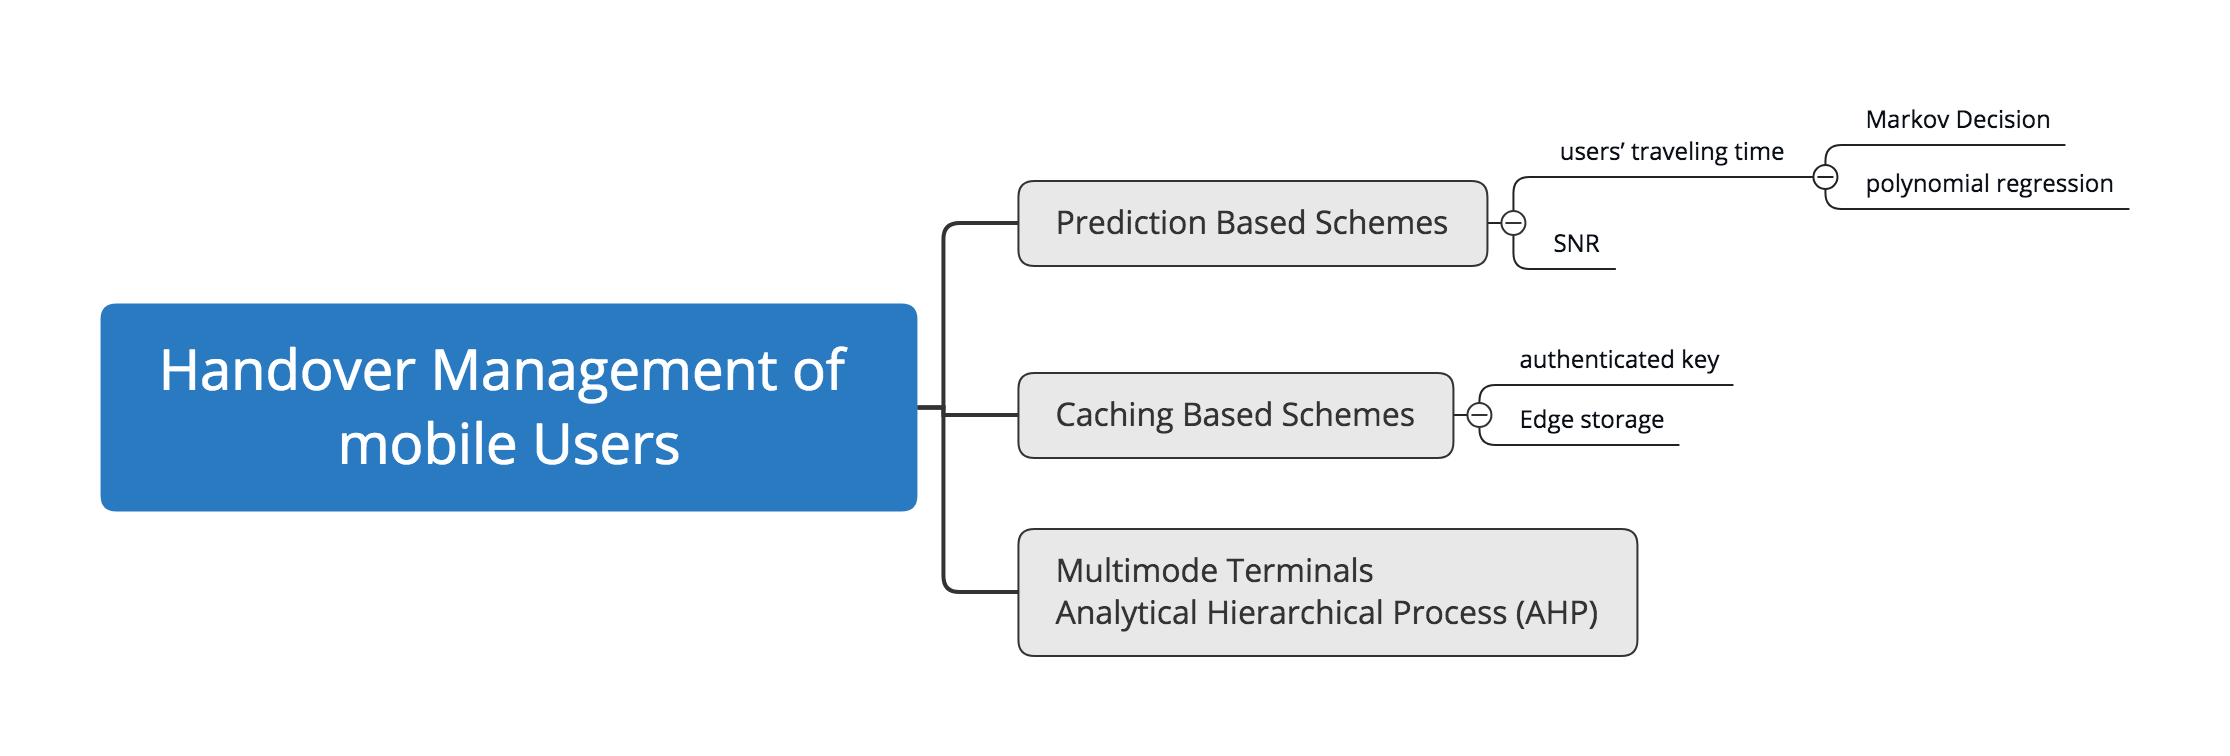 Handover Management of
mobile Users
Prediction Based Schemes
users’ traveling time
Markov Decision
polynomial regression
SNR
Caching Based Schemes
authenticated key
Edge storage
Multimode Terminals
Analytical Hierarchical Process (AHP)